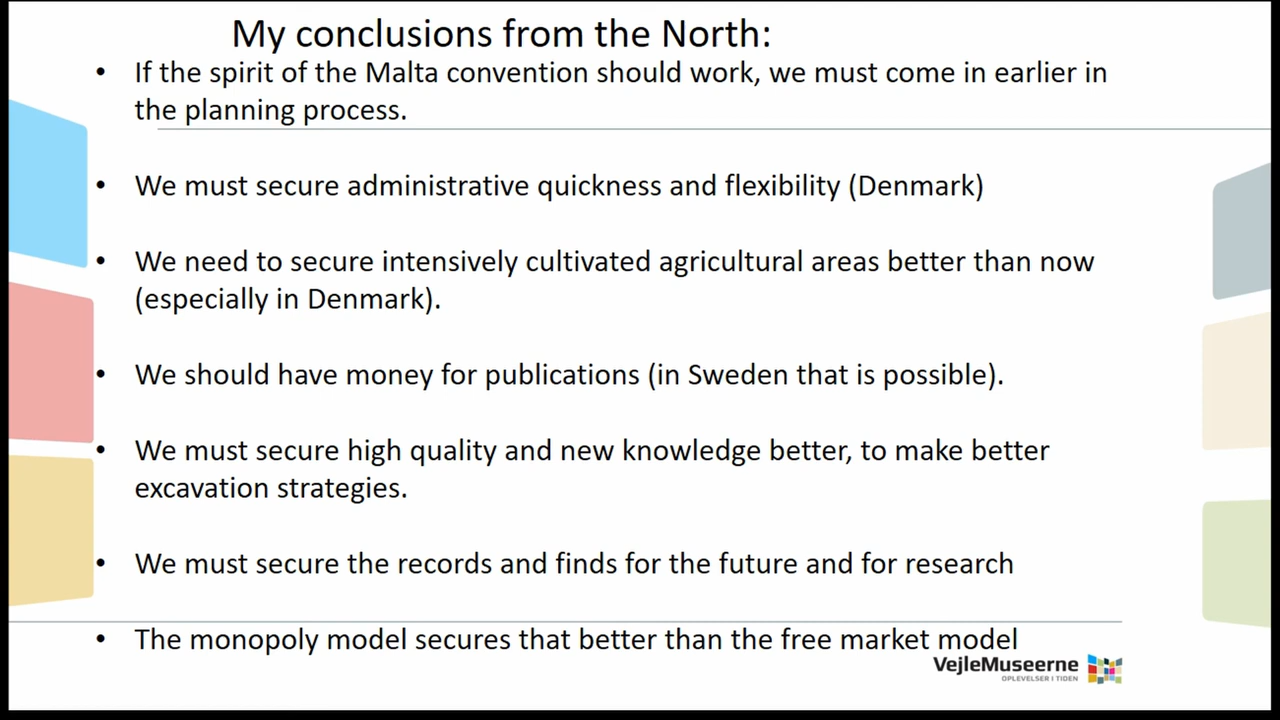 My conclusions from the North:
• If the spirit of the Malta convention should work, we must come in earlier in
the planning process.
• We must secure administrative quickness and flexibility (Denmark)
• We need to secure intensively cultivated agricultural areas better than now
(especially in Denmark).
• We should have money for publications (in Sweden that is possible).
• We must secure high quality and new knowledge better, to make better
excavation strategies.
• We must secure the records and finds for the future and for research
• The monopoly model secures that better than the free market model
VejleMuseerne
OPLEVELSER I TIDEN